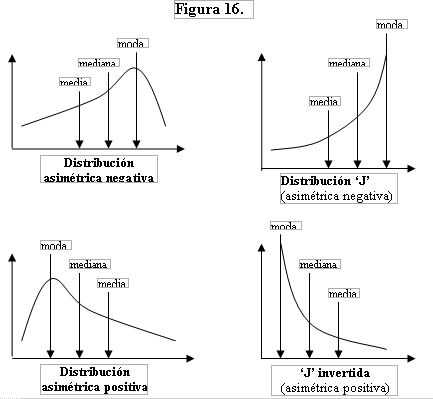 Figura 16.
moda
mediana
media
Distribución
asimétrica negativa
moda
mediana
media
Distribución ‘J’
(asimétrica negativa)
moda
mediana
media
Distribución
asimétrica positiva
moda
mediana
media
‘J’ invertida
(asimétrica positiva)